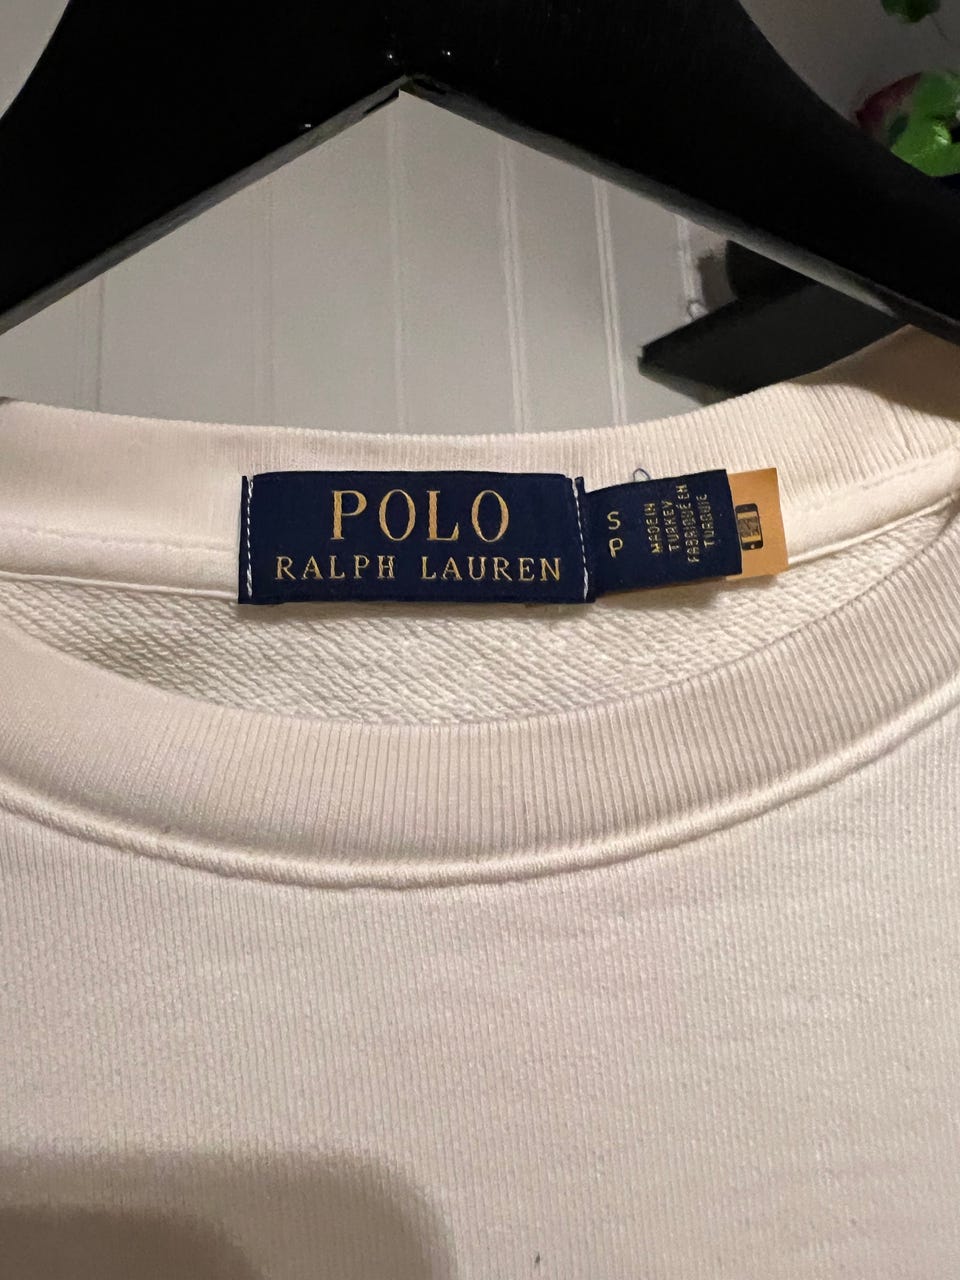 POLO
RALPH LAUREN
S
P
MADE IN
TURKEY
FABRIQUÉ EN
TURQUIE